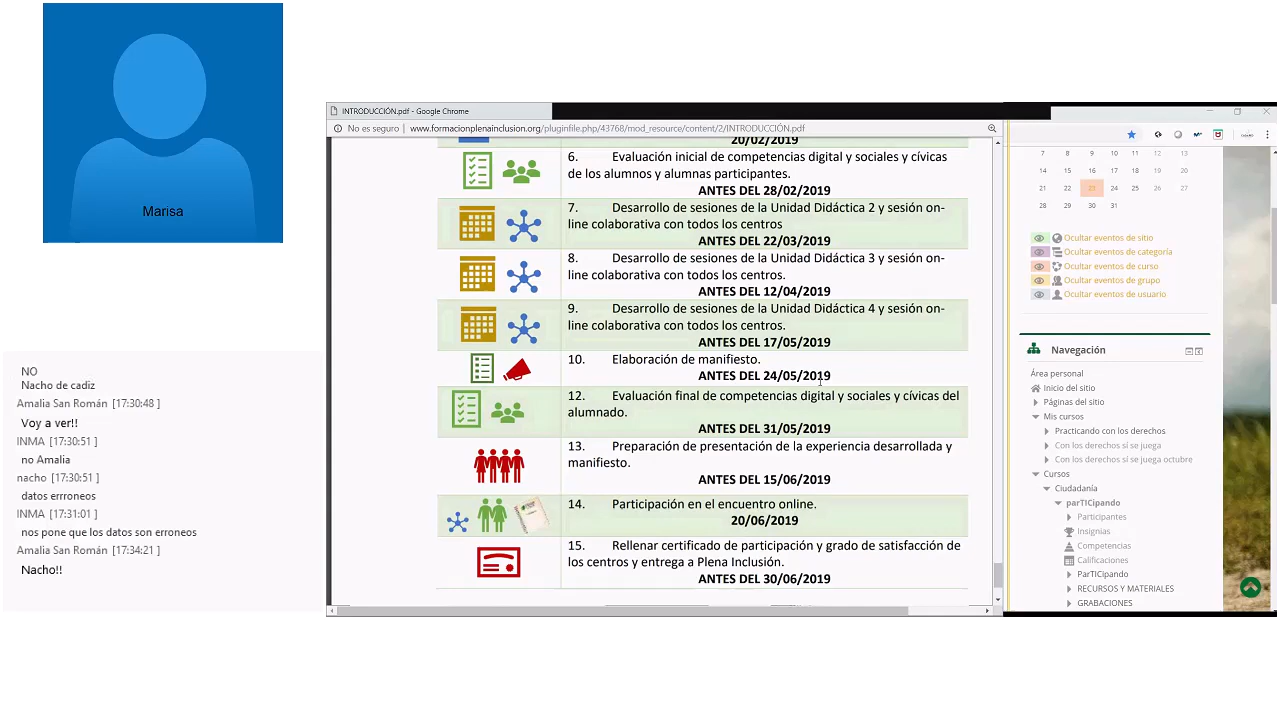 Marisa
NO
Nacho de cadiz
Amalia San Román [17:30:48 ]
Voy a ver!!
INMA [17:30:51 ]
no Amalia
nacho [17:30:51 ]
datos errroneos
INMA [17:31:01 ]
nos pone que los datos son erroneos
Amalia San Román [17:34:21 ]
Nacho!!
INTRODUCCIÓN.pdf - Google Chrome
No es seguro | www.formacionplenainclusion.org/pluginfile.php/43768/mod_resource/content/2/INTRODUCCIÓN.pdf
20/02/2019
6. Evaluación inicial de competencias digital y sociales y cívicas
de los alumnos y alumnas participantes.
ANTES DEL 28/02/2019
7. Desarrollo de sesiones de la Unidad Didáctica 2 y sesión on-
line colaborativa con todos los centros
ANTES DEL 22/03/2019
8. Desarrollo de sesiones de la Unidad Didáctica 3 y sesión on-
line colaborativa con todos los centros.
ANTES DEL 12/04/2019
9. Desarrollo de sesiones de la Unidad Didáctica 4 y sesión on-
line colaborativa con todos los centros.
ANTES DEL 17/05/2019
10. Elaboración de manifiesto.
ANTES DEL 24/05/2019
12. Evaluación final de competencias digital y sociales y cívicas del
alumnado.
ANTES DEL 31/05/2019
13. Preparación de presentación de la experiencia desarrollada y
manifiesto.
ANTES DEL 15/06/2019
14. Participación en el encuentro online.
20/06/2019
15. Rellenar certificado de participación y grado de satisfacción de
los centros y entrega a Plena Inclusión.
ANTES DEL 30/06/2019
7 8 9 10 11 12 13
14 15 16 17 18 19 20
21 22 23 24 25 26 27
28 29 30 31
Ocultar eventos de sitio
Ocultar eventos de categoría
Ocultar eventos de curso
Ocultar eventos de grupo
Ocultar eventos de usuario
Navegación
Área personal
Inicio del sitio
Páginas del sitio
Mis cursos
Practicando con los derechos
Con los derechos sí se juega
Con los derechos sí se juega octubre
Cursos
Ciudadanía
parTICipando
Participantes
Insignias
Competencias
Calificaciones
ParTICipando
RECURSOS Y MATERIALES
GRABACIONES